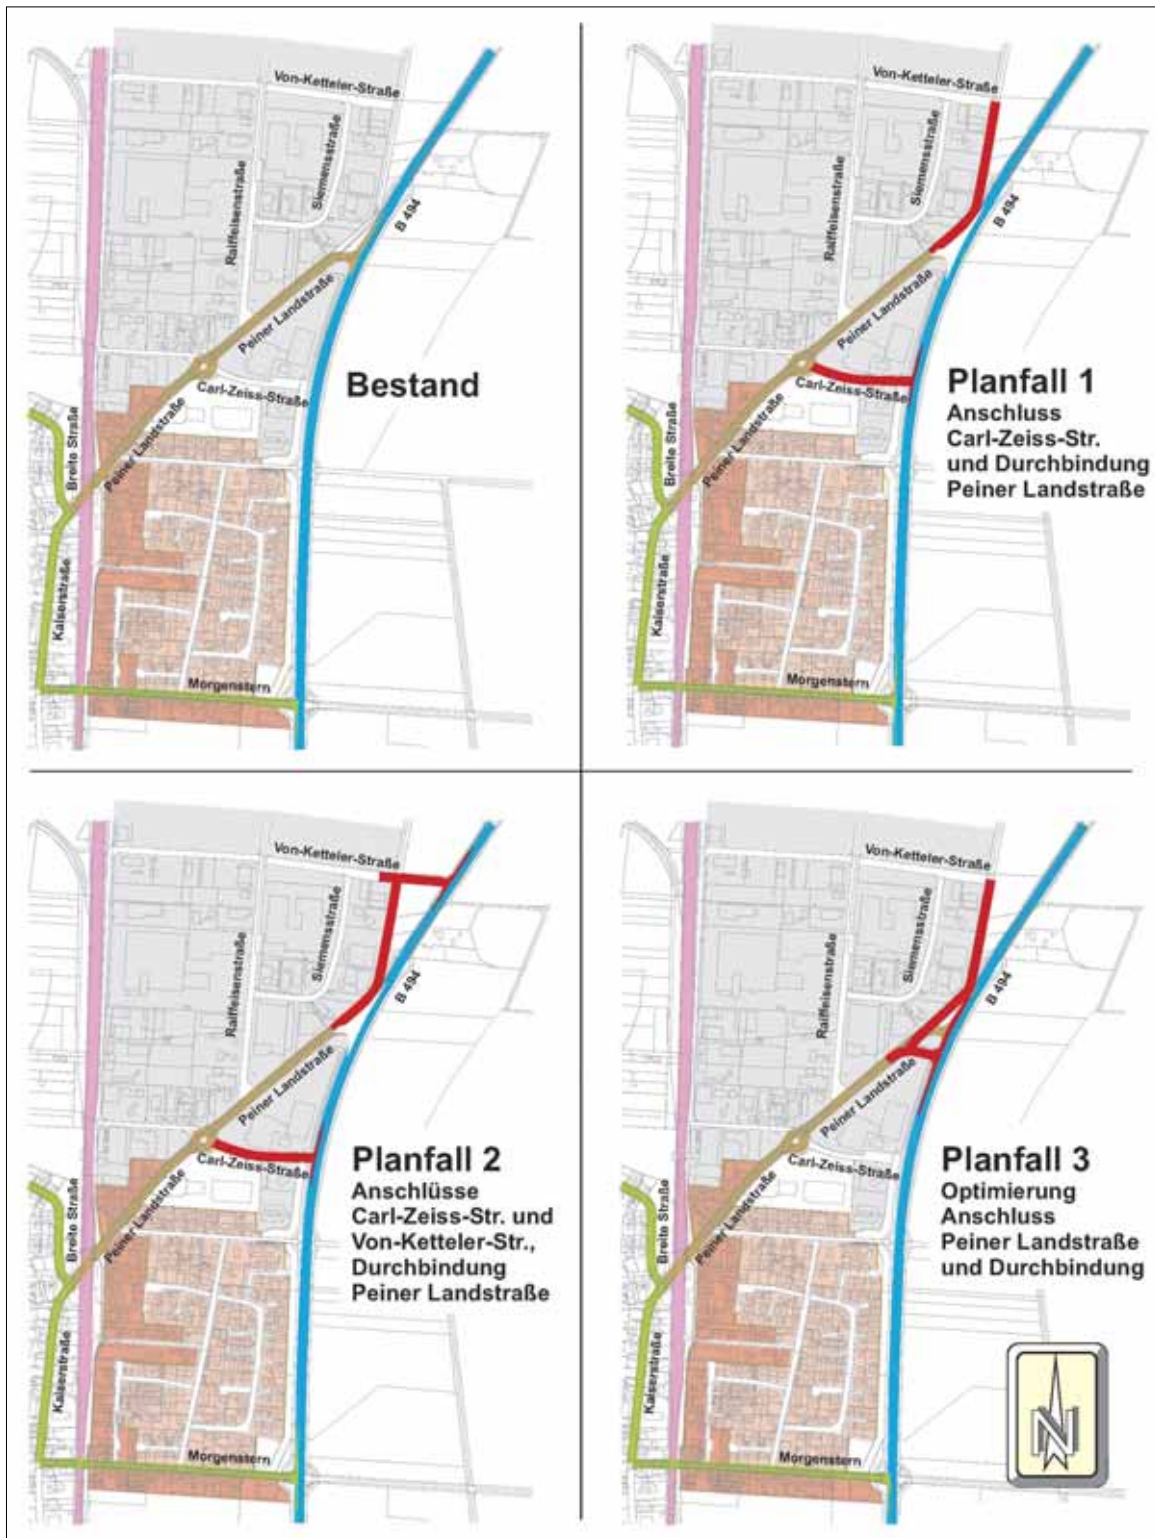 Von-Ketteler-Straße
Siemensstraße
Raiffeisenstraße
B 494
Peiner Landstraße
Carl-Zeiss-Straße
Peiner Landstraße
Breite Straße
Kaiserstraße
Morgenstern
Bestand
Von-Ketteler-Straße
Siemensstraße
Raiffeisenstraße
B 494
Peiner Landstraße
Carl-Zeiss-Straße
Peiner Landstraße
Breite Straße
Kaiserstraße
Morgenstern
Planfall 1
Anschluss
Carl-Zeiss-Str.
und Durchbindung
Peiner Landstraße
Von-Ketteler-Straße
Siemensstraße
Raiffeisenstraße
B 494
Peiner Landstraße
Carl-Zeiss-Straße
Peiner Landstraße
Breite Straße
Kaiserstraße
Morgenstern
Planfall 2
Anschlüsse
Carl-Zeiss-Str. und
Von-Ketteler-Str.,
Durchbindung
Peiner Landstraße
Von-Ketteler-Straße
Siemensstraße
Raiffeisenstraße
B 494
Peiner Landstraße
Carl-Zeiss-Straße
Peiner Landstraße
Breite Straße
Kaiserstraße
Morgenstern
Planfall 3
Optimierung
Anschluss
Peiner Landstraße
und Durchbindung
N